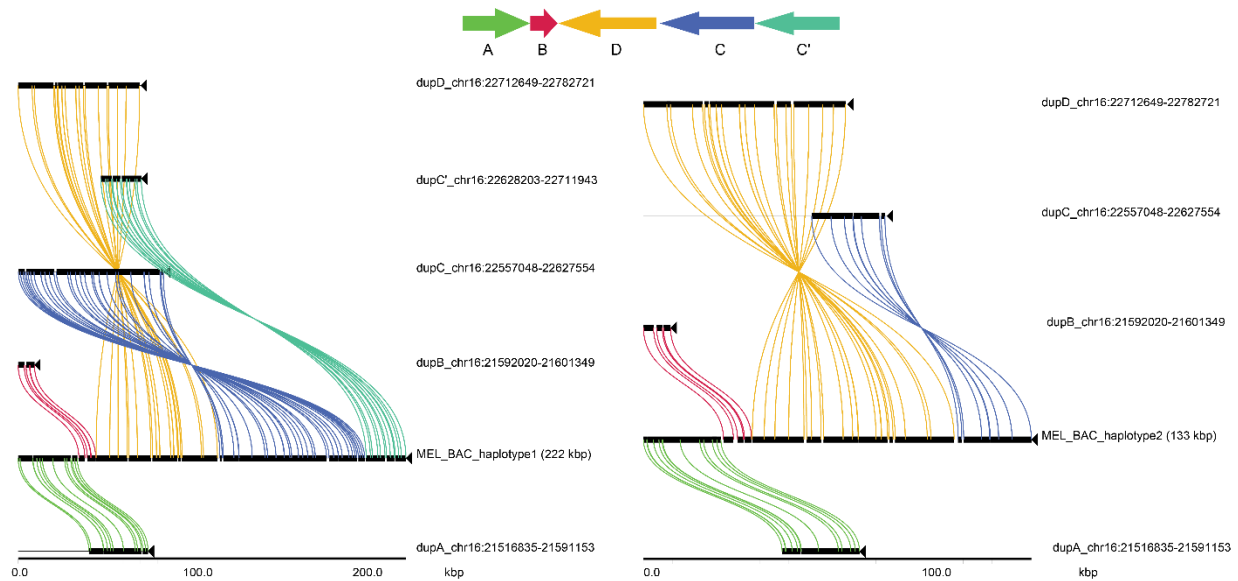 A B D C C'
dupD_chr16:22712649-22782721
dupC'_chr16:22628203-22711943
dupC_chr16:22557048-22627554
dupB_chr16:21592020-21601349
MEL_BAC_haplotype1 (222 kbp)
dupA_chr16:21516835-21591153
0.0 100.0 200.0 kbp
dupD_chr16:22712649-22782721
dupC_chr16:22557048-22627554
dupB_chr16:21592020-21601349
MEL_BAC_haplotype2 (133 kbp)
dupA_chr16:21516835-21591153
0.0 100.0 kbp